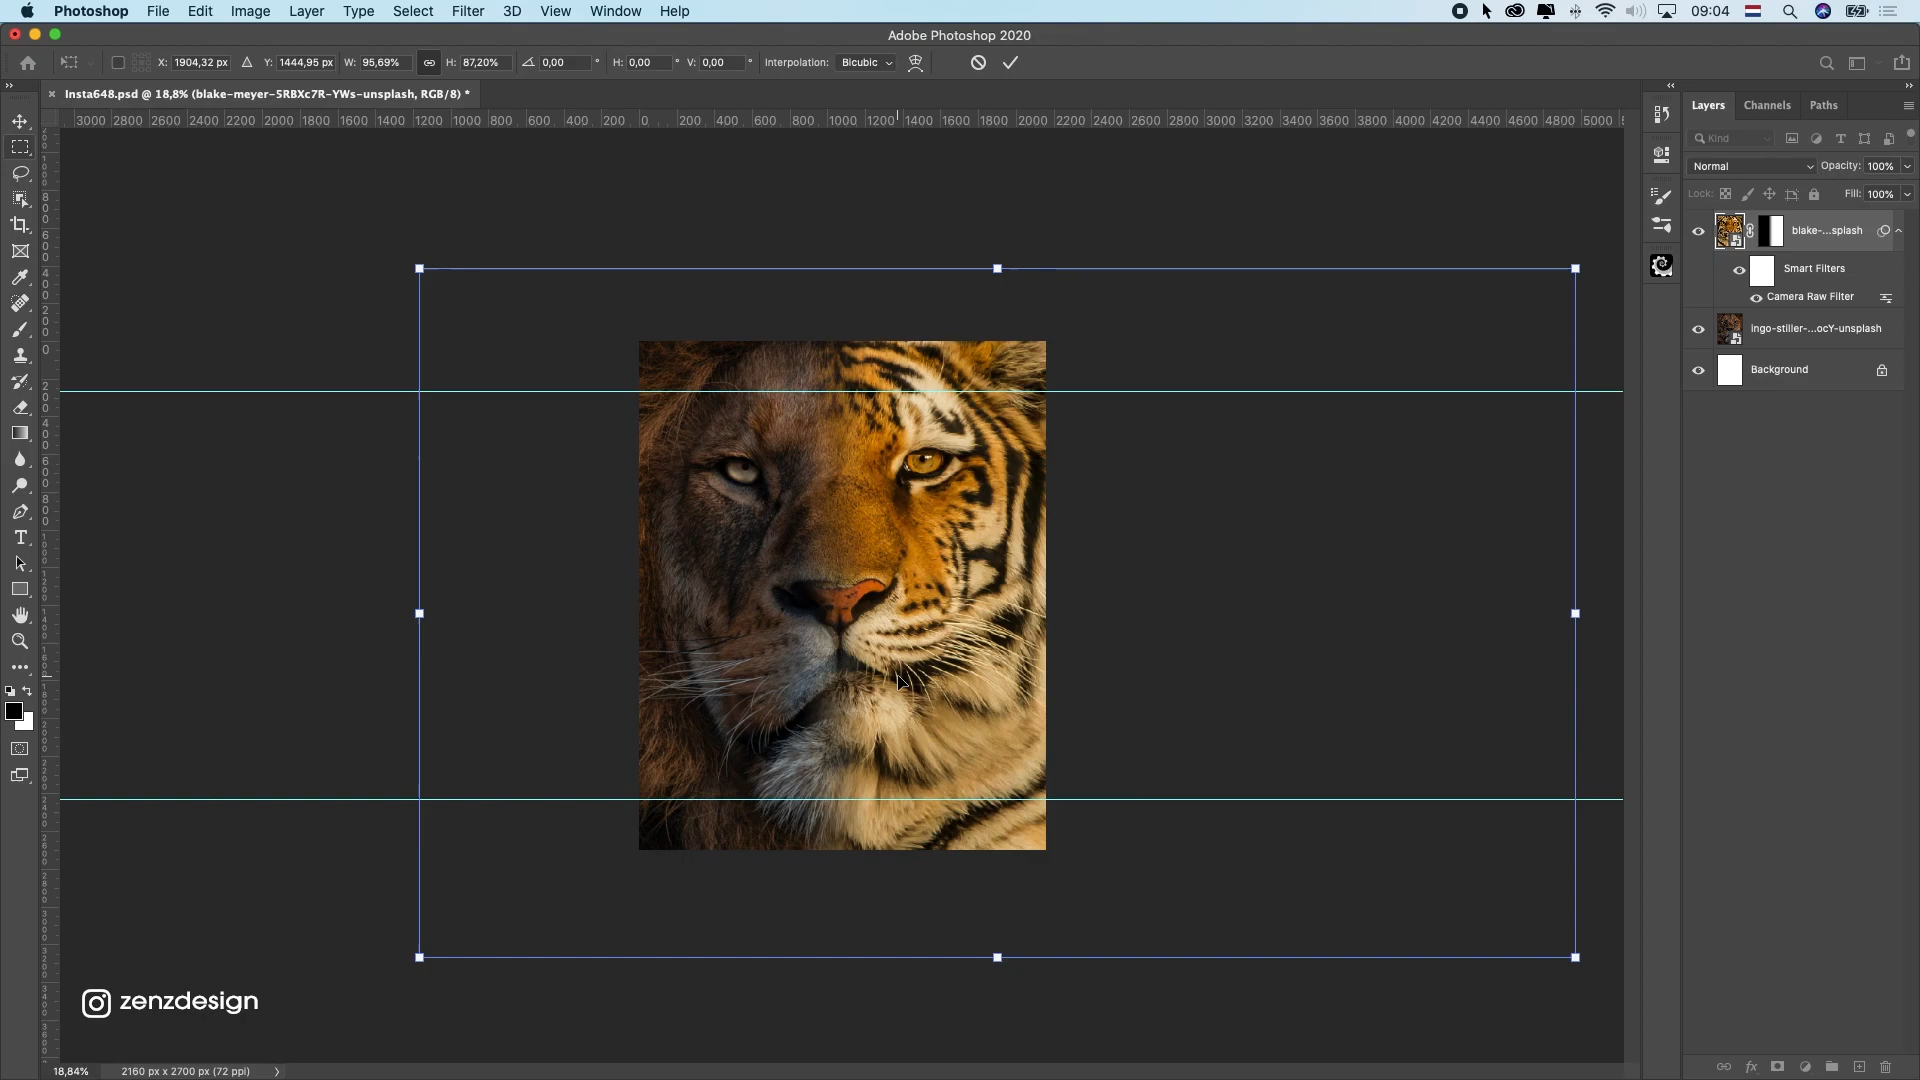 Photoshop File Edit Image Layer Type Select Filter 3D View Window Help 09:04
Adobe Photoshop 2020
X: 1904,32 px Y: 1444,95 px W: 95,69% H: 87,20% 0,00 ° H: 0,00 ° V: 0,00 ° Interpolation: Bicubic
Insta648.psd @ 18,8% (blake-meyer-5RBXc7R-YWs-unsplash, RGB/8) *
3000 2800 2600 2400 2200 2000 1800 1600 1400 1200 1000 800 600 400 200 0 200 400 600 800 1000 1200 1400 1600 1800 2000 2200 2400 2600 2800 3000 3200 3400 3600 3800 4000 4200 4400 4600 4800 5000
Layers Channels Paths
Kind
Normal Opacity: 100%
Lock: Fill: 100%
blake-...splash
Smart Filters
Camera Raw Filter
ingo-stiller-...ocY-unsplash
Background
zenzdesign
18,84% 2160 px x 2700 px (72 ppi)